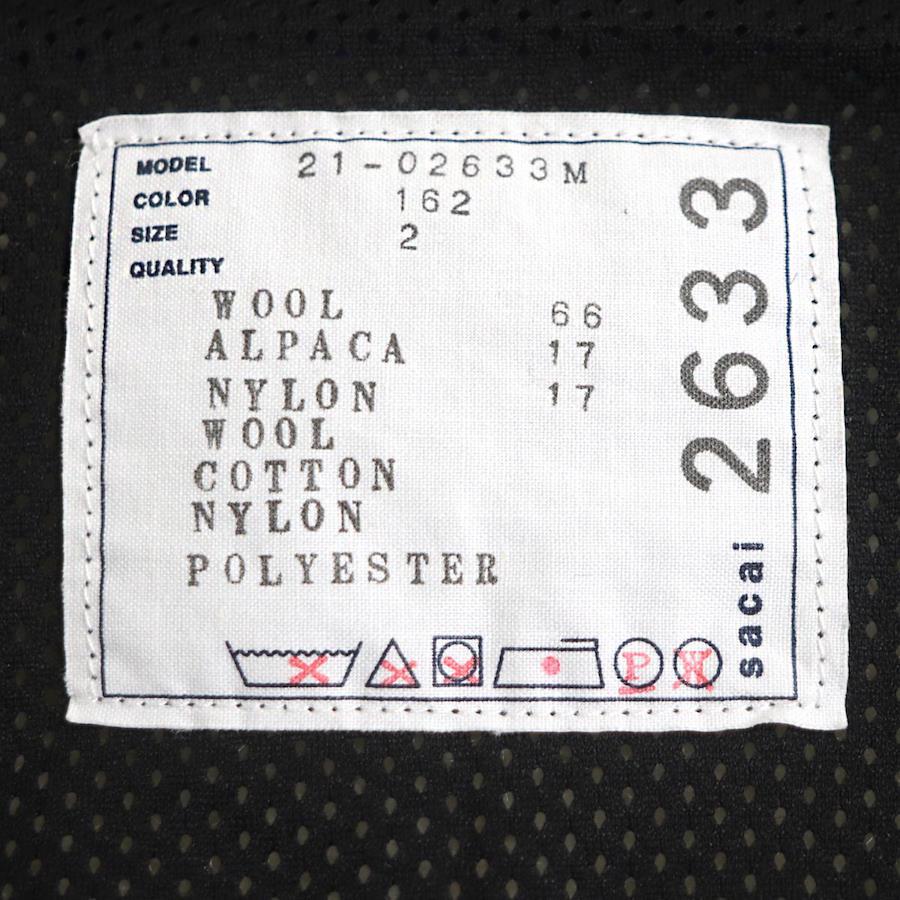 MODEL 21-02633M
COLOR 162
SIZE 2
QUALITY
WOOL 66
ALPACA 17
NYLON 17
WOOL
COTTON
NYLON
POLYESTER
P W
sacai 2633